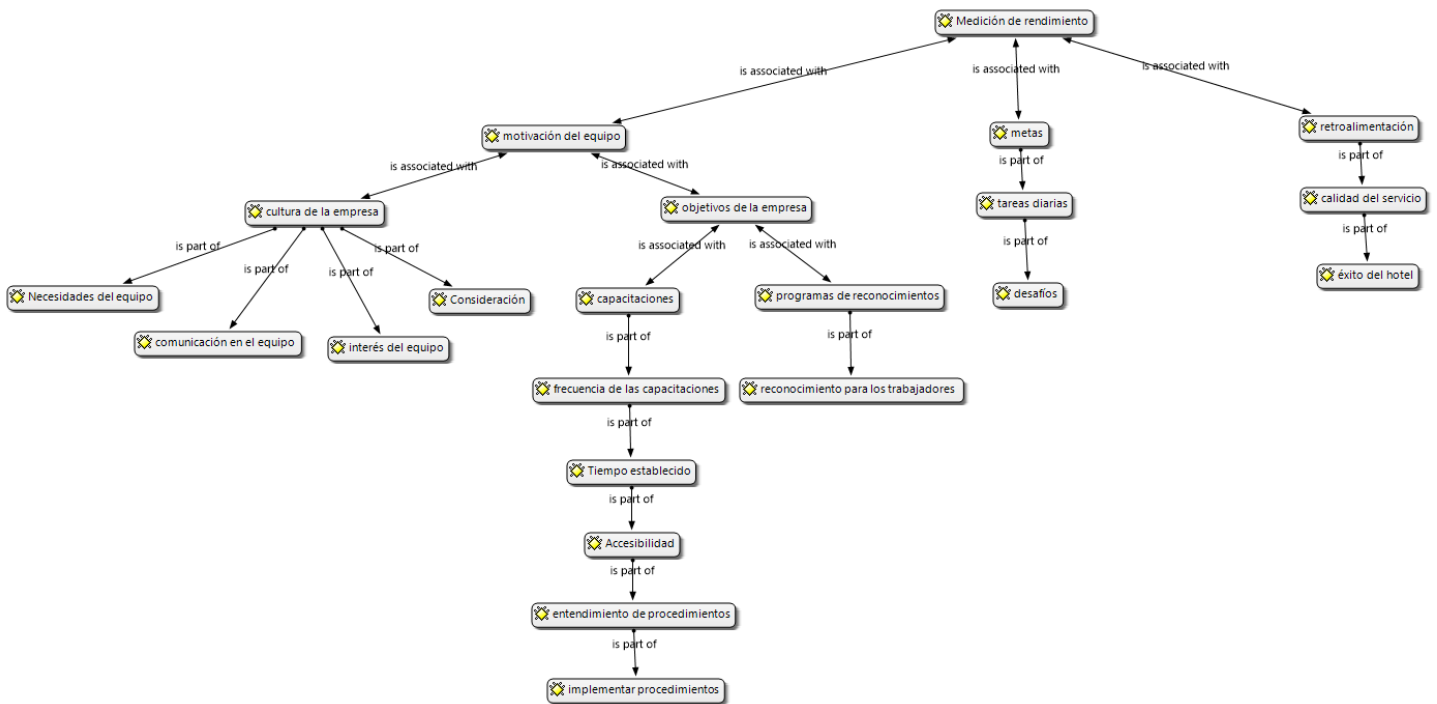 Medición de rendimiento
is associated with
is associated with
is associated with
motivación del equipo
metas
retroalimentación
is associated with
is associated with
is part of
is part of
cultura de la empresa
objetivos de la empresa
tareas diarias
calidad del servicio
is part of
is part of
is part of
is part of
is associated with
is associated with
is part of
is part of
Necesidades del equipo
Consideración
capacitaciones
programas de reconocimientos
desafíos
éxito del hotel
comunicación en el equipo
interés del equipo
is part of
is part of
frecuencia de las capacitaciones
reconocimiento para los trabajadores
is part of
Tiempo establecido
is part of
Accesibilidad
is part of
entendimiento de procedimientos
is part of
implementar procedimientos